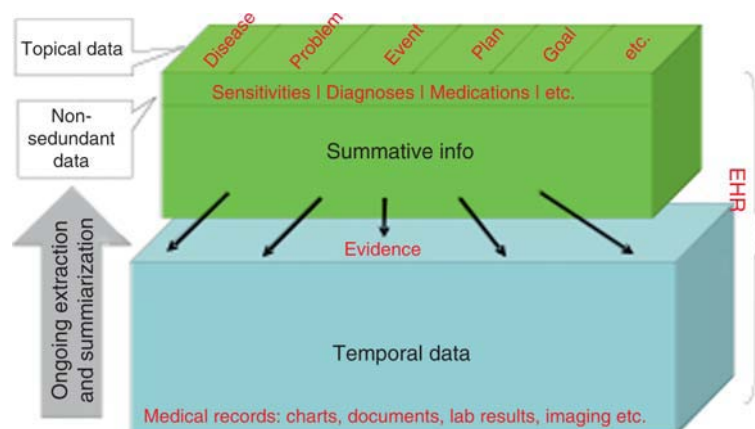 Topical data
Disease
Problem
Event
Plan
Goal
etc.
Sensitivities | Diagnoses | Medications | etc.
Non-
sedundant
data
Summative info
EHR
Evidence
Ongoing extraction
and summiarization
Temporal data
Medical records: charts, documents, lab results, imaging etc.